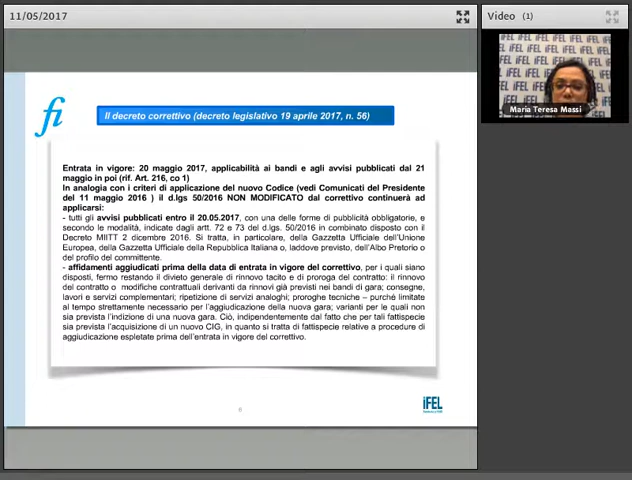 11/05/2017
Video (1)
IFEL IFEL IFEL
Maria Teresa Massi
fi
Il decreto correttivo (decreto legislativo 19 aprile 2017, n. 56)
Entrata in vigore: 20 maggio 2017, applicabilità ai bandi e agli avvisi pubblicati dal 21
maggio in poi (rif. Art. 216, co 1)
In analogia con i criteri di applicazione del nuovo Codice (vedi Comunicati del Presidente
del 11 maggio 2016 ) il d.lgs 50/2016 NON MODIFICATO dal correttivo continuerà ad
applicarsi:
- tutti gli avvisi pubblicati entro il 20.05.2017, con una delle forme di pubblicità obbligatorie, e
secondo le modalità, indicate dagli artt. 72 e 73 del d.lgs. 50/2016 in combinato disposto con il
Decreto MIITT 2 dicembre 2016. Si tratta, in particolare, della Gazzetta Ufficiale dell'Unione
Europea, della Gazzetta Ufficiale della Repubblica Italiana o, laddove previsto, dell'Albo Pretorio o
del profilo del committente.
- affidamenti aggiudicati prima della data di entrata in vigore del correttivo, per i quali siano
disposti, fermo restando il divieto generale di rinnovo tacito e di proroga del contratto: il rinnovo
del contratto o modifiche contrattuali derivanti da rinnovi già previsti nei bandi di gara; consegne,
lavori e servizi complementari; ripetizione di servizi analoghi; proroghe tecniche – purché limitate
al tempo strettamente necessario per l'aggiudicazione della nuova gara; varianti per le quali non
sia prevista l'indizione di una nuova gara. Ciò, indipendentemente dal fatto che per tali fattispecie
sia prevista l'acquisizione di un nuovo CIG, in quanto si tratta di fattispecie relative a procedure di
aggiudicazione espletate prima dell'entrata in vigore del correttivo.
6
IFEL